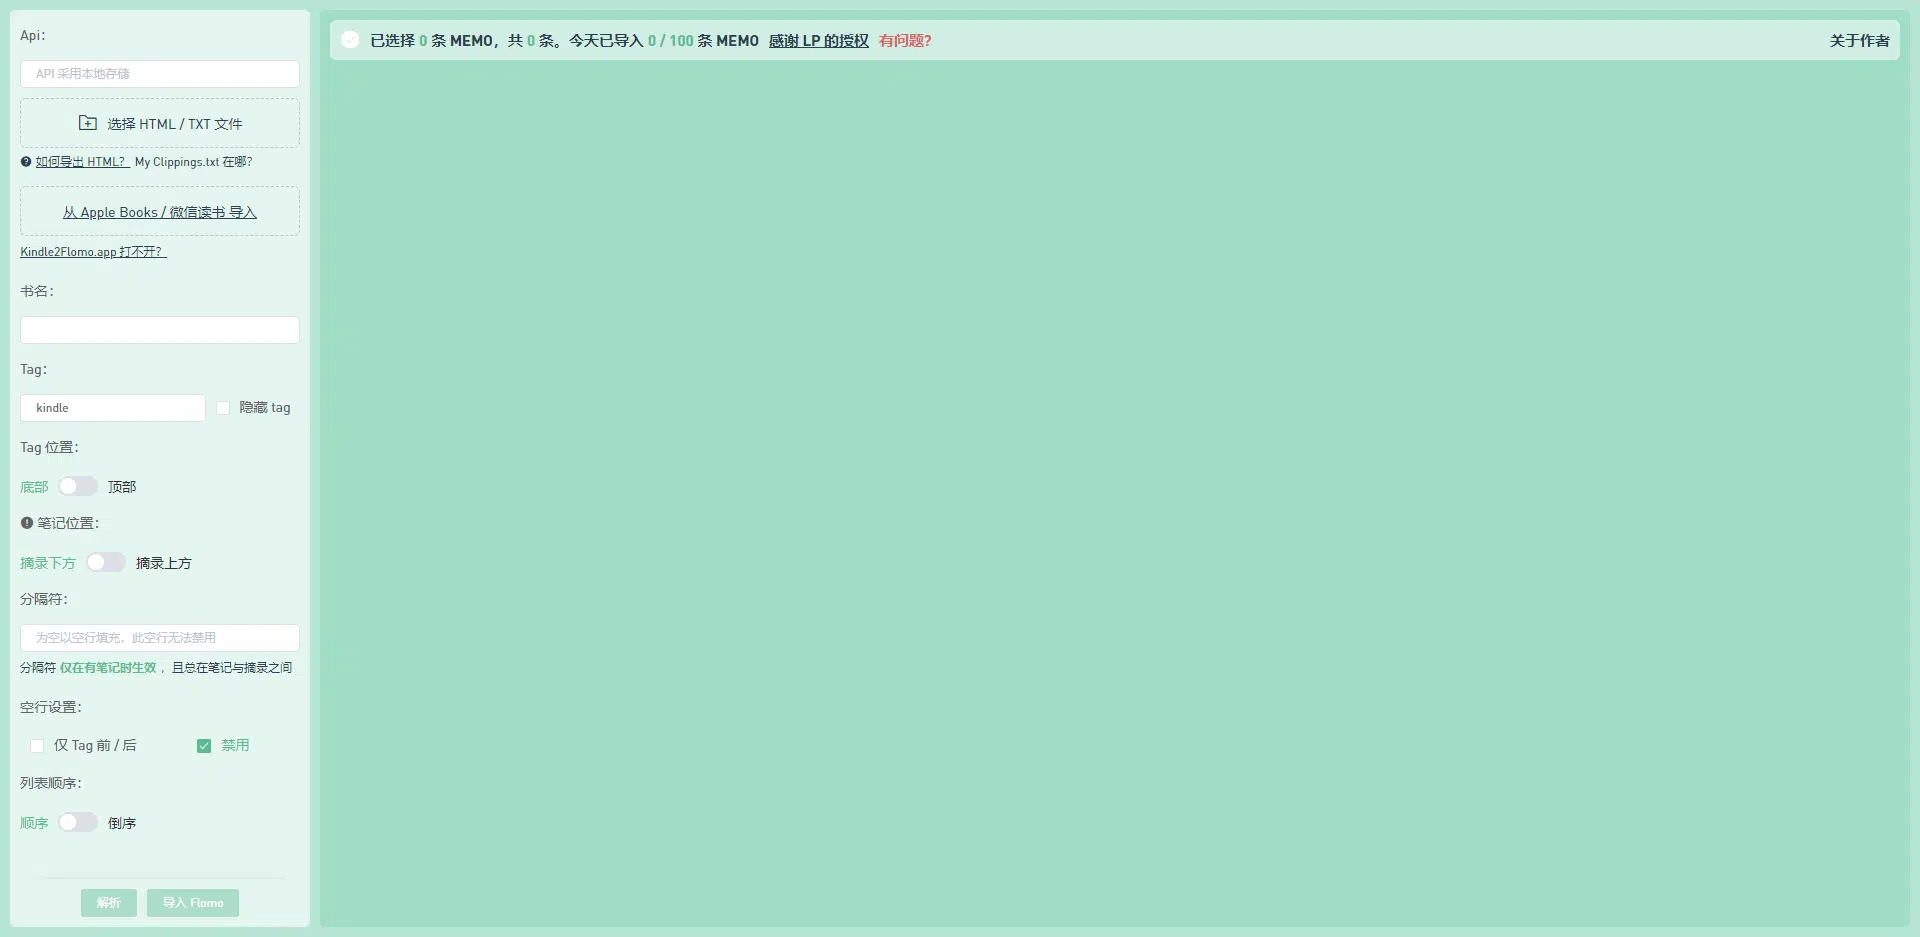 Api：
API 采用本地存储
选择 HTML / TXT 文件
如何导出 HTML？ My Clippings.txt 在哪？
从 Apple Books / 微信读书 导入
Kindle2Flomo.app 打不开？
书名：
Tag：
kindle 隐藏 tag
Tag 位置：
底部 顶部
笔记位置：
摘录下方 摘录上方
分隔符：
为空以空行填充，此空行无法禁用
分隔符 仅在有笔记时生效 ，且总在笔记与摘录之间
空行设置：
仅 Tag 前 / 后 禁用
列表顺序：
顺序 倒序
解析 导入 Flomo
已选择 0 条 MEMO，共 0 条。今天已导入 0 / 100 条 MEMO 感谢 LP 的授权 有问题？ 关于作者